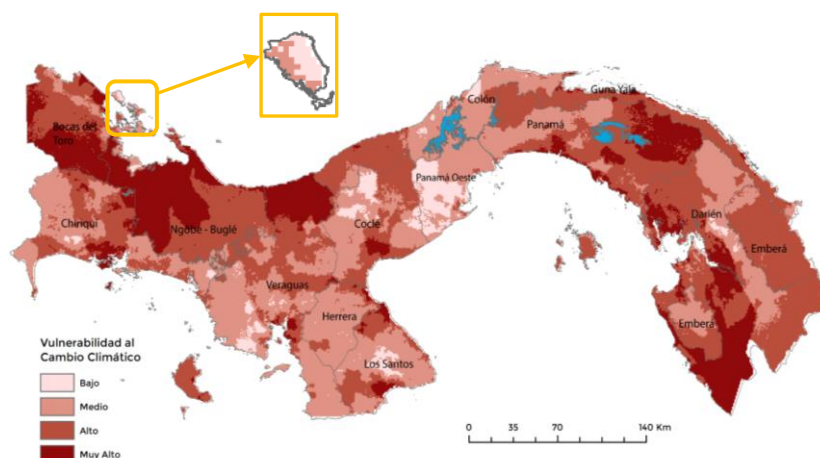 Guna Yala
Colón
Panamá
Bocas del
Toro
Panamá Oeste
Chiriquí
Ngöbe - Buglé
Coclé
Darién
Emberá
Veraguas
Herrera
Emberá
Los Santos
Vulnerabilidad al
Cambio Climático
Bajo
Medio
Alto
Muy Alto
0 35 70 140 Km